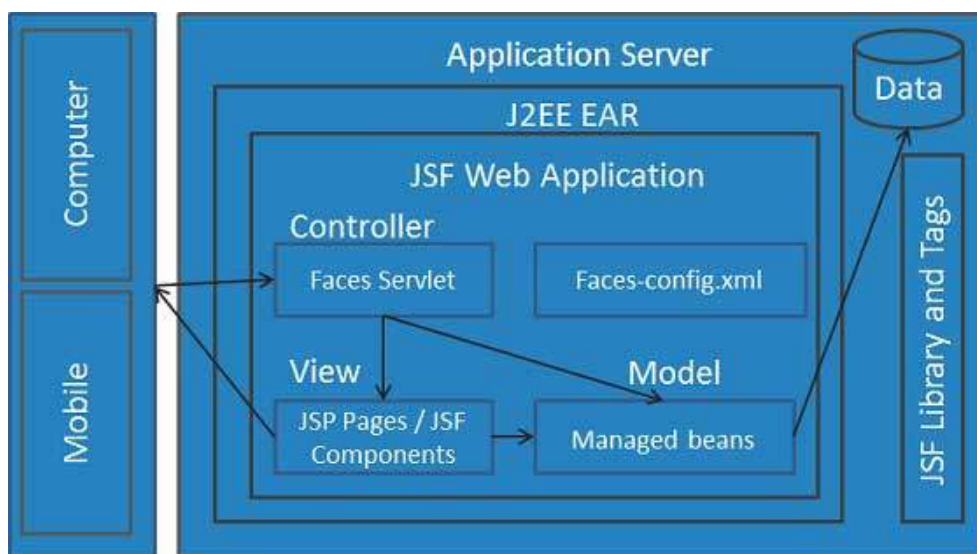 Computer
Mobile
Application Server
J2EE EAR
JSF Web Application
Controller
Faces Servlet
Faces-config.xml
View
JSP Pages / JSF
Components
Model
Managed beans
Data
JSF Library and Tags